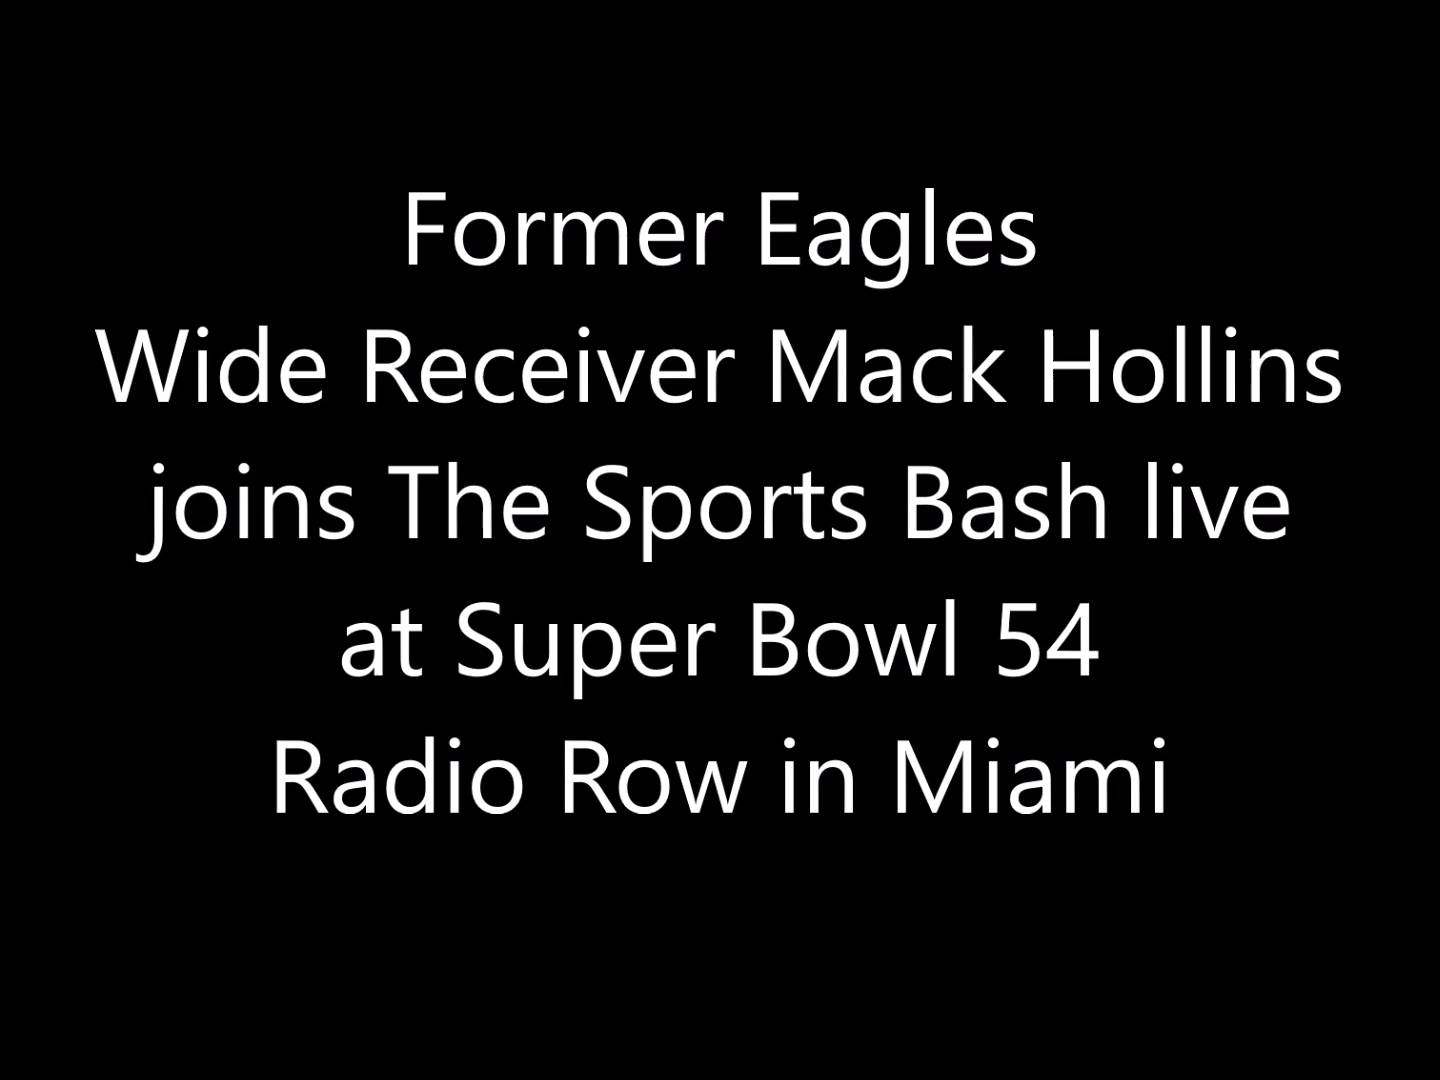 Former Eagles
Wide Receiver Mack Hollins
joins The Sports Bash live
at Super Bowl 54
Radio Row in Miami